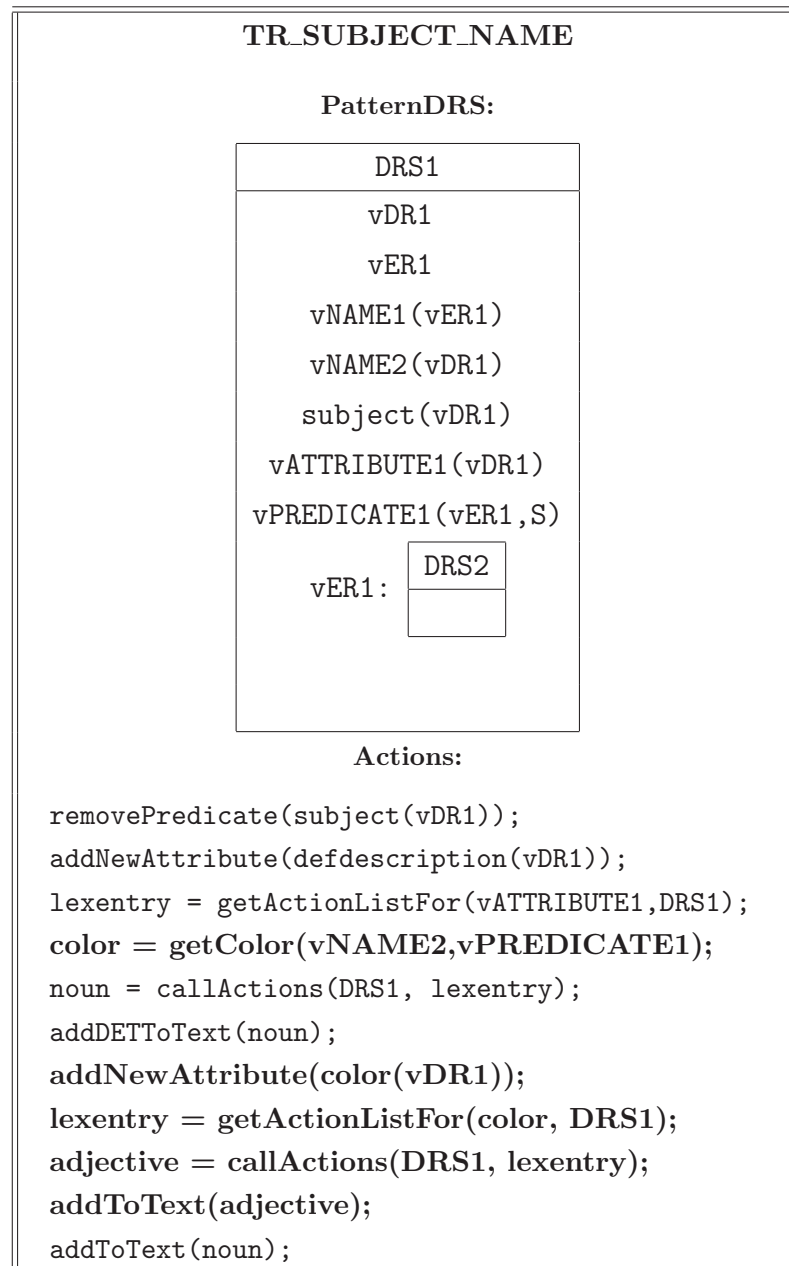 TR_SUBJECT_NAME
PatternDRS:
DRS1
vDR1
vER1
vNAME1(vER1)
vNAME2(vDR1)
subject(vDR1)
vATTRIBUTE1(vDR1)
vPREDICATE1(vER1,S)
vER1: DRS2
Actions:
removePredicate(subject(vDR1));
addNewAttribute(defdescription(vDR1));
lexentry = getActionListFor(vATTRIBUTE1,DRS1);
color = getColor(vNAME2,vPREDICATE1);
noun = callActions(DRS1, lexentry);
addDETToText(noun);
addNewAttribute(color(vDR1));
lexentry = getActionListFor(color, DRS1);
adjective = callActions(DRS1, lexentry);
addToText(adjective);
addToText(noun);